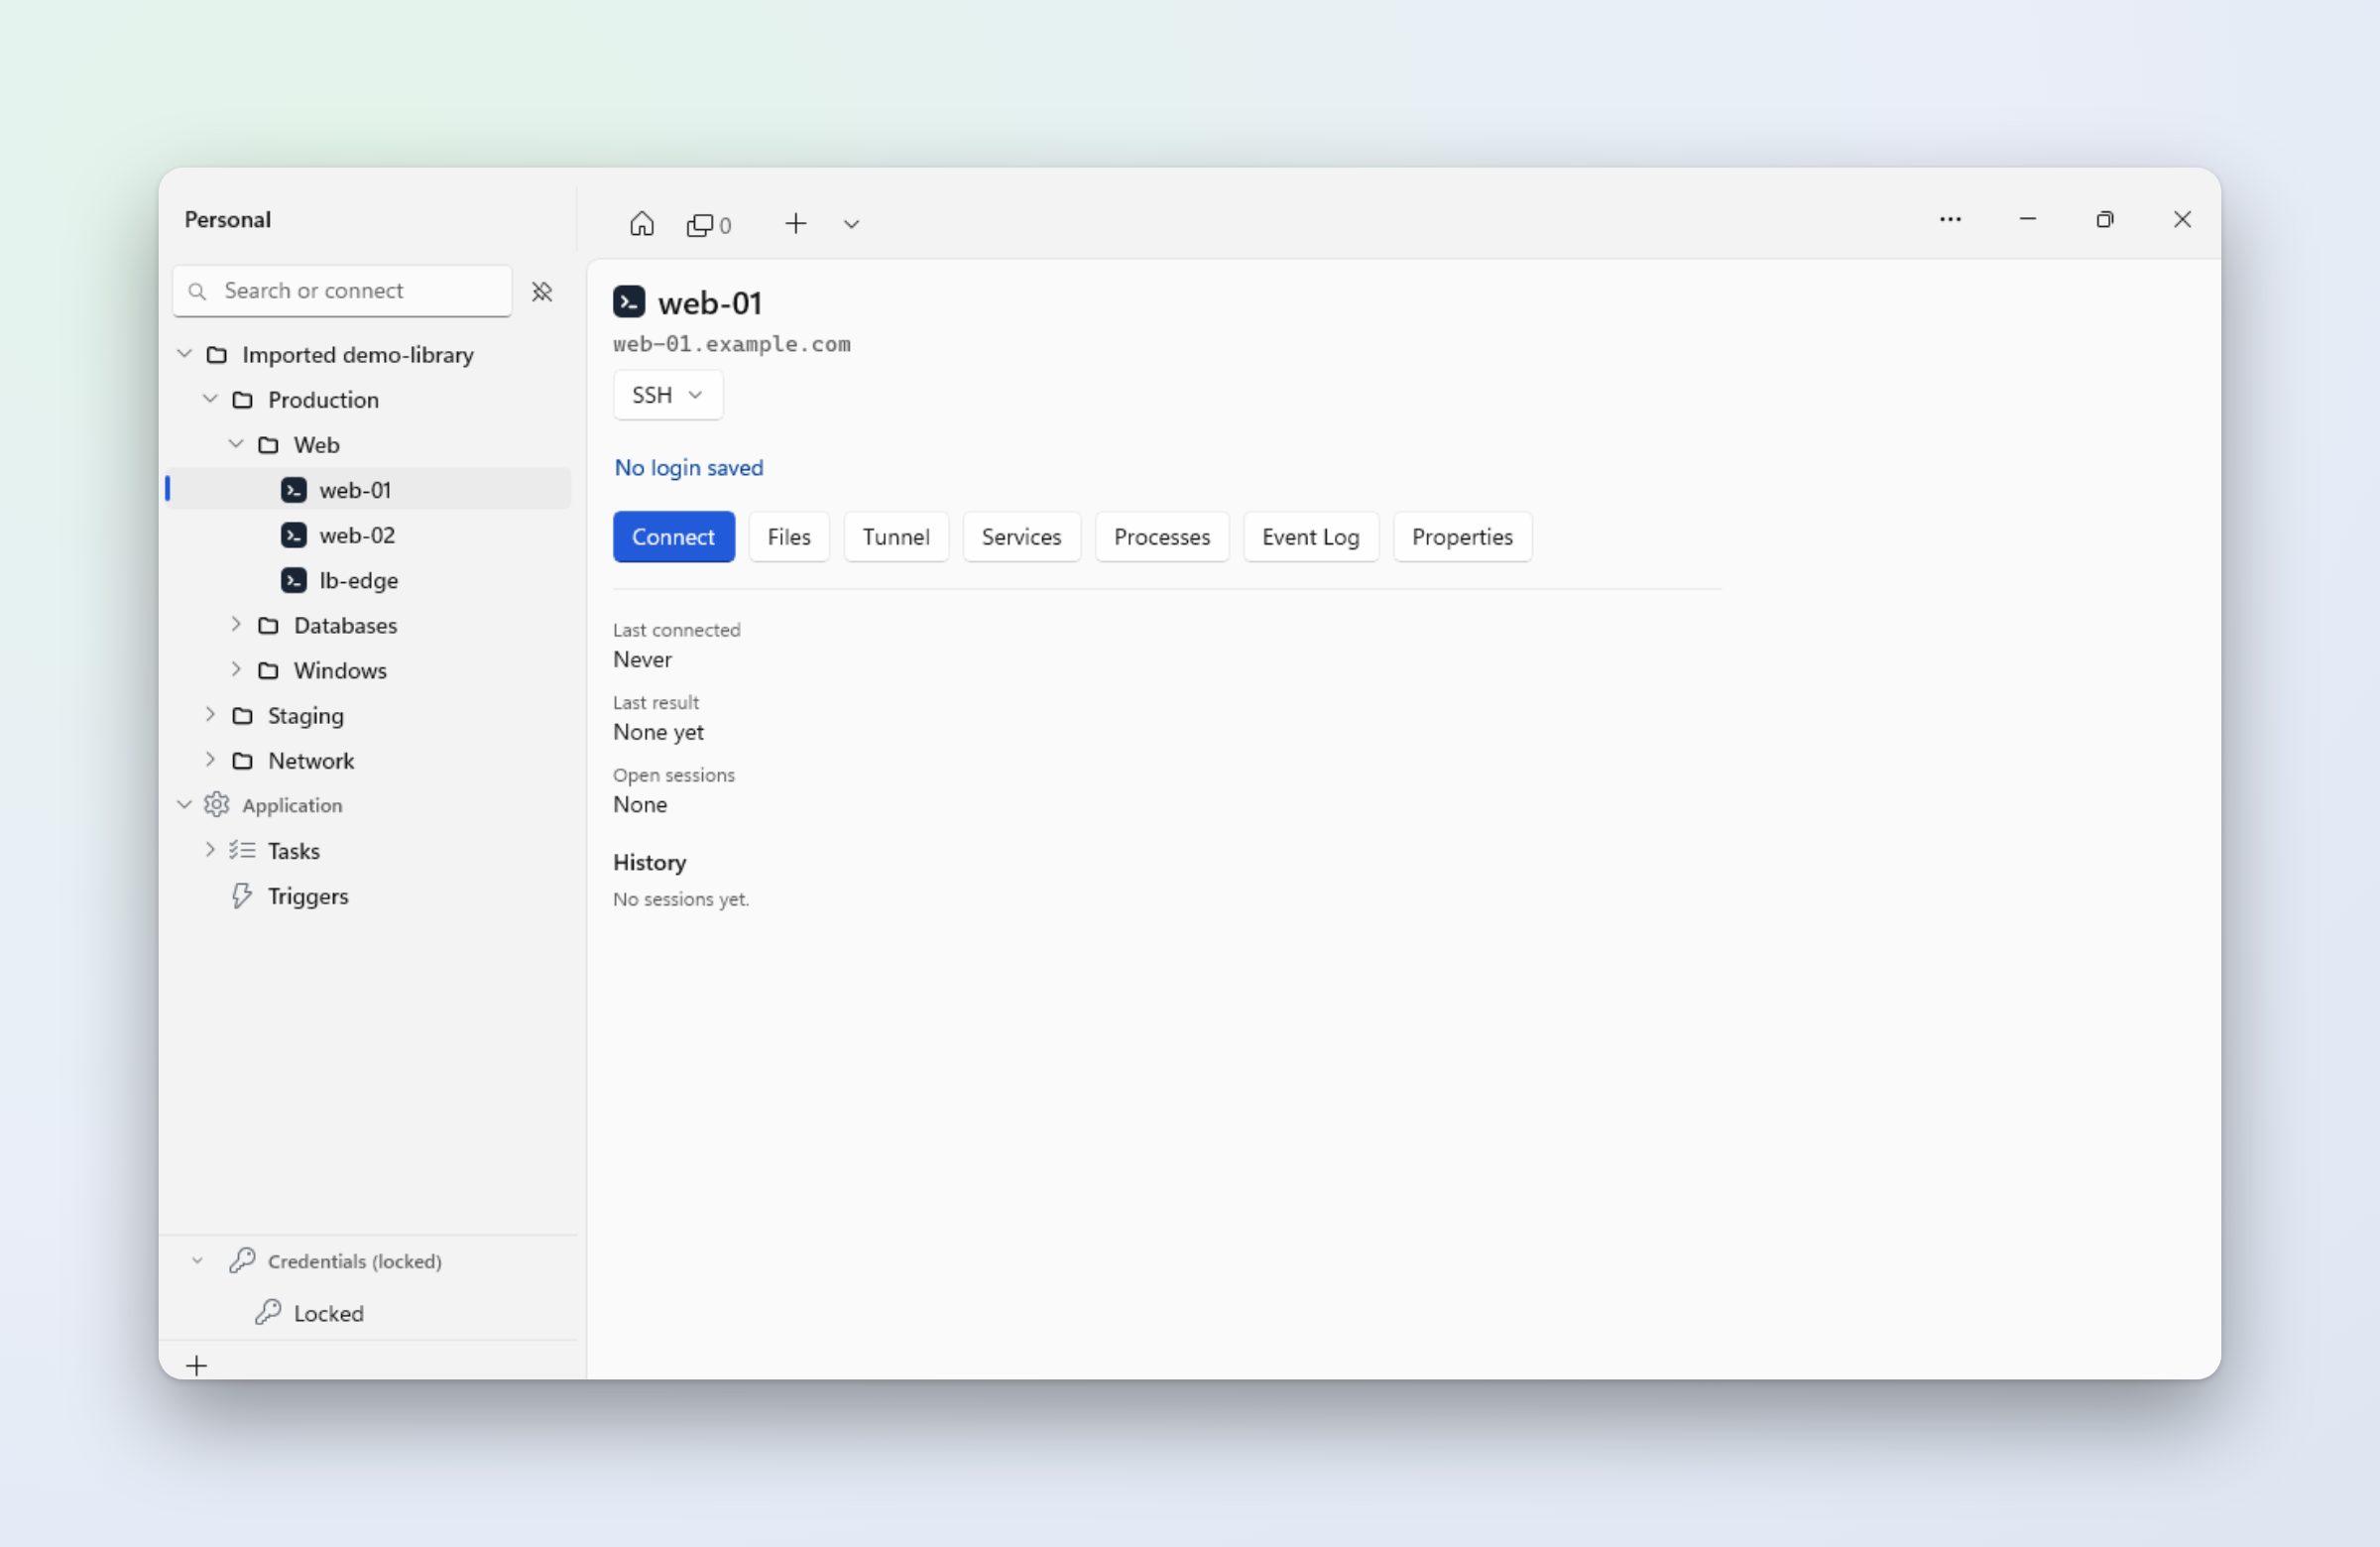 Personal
0
Search or connect
Imported demo-library
Production
Web
web-01
web-02
lb-edge
Databases
Windows
Staging
Network
Application
Tasks
Triggers
Credentials (locked)
Locked
web-01
web-01.example.com
SSH
No login saved
Connect Files Tunnel Services Processes Event Log Properties
Last connected
Never
Last result
None yet
Open sessions
None
History
No sessions yet.